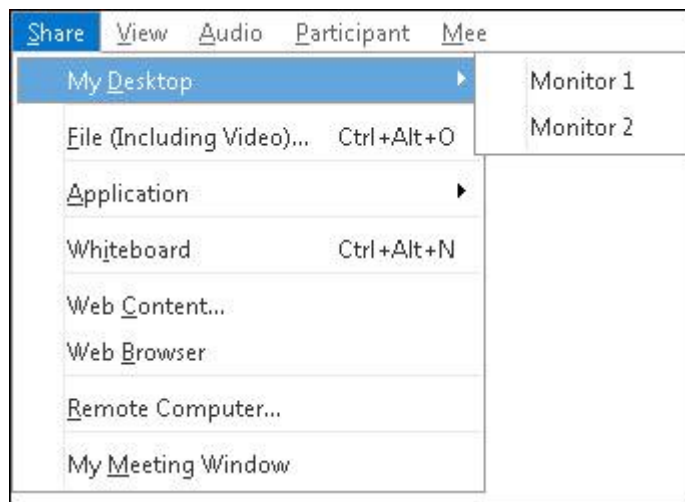 Share View Audio Participant Mee
My Desktop Monitor 1
Monitor 2
File (Including Video)... Ctrl+Alt+O
Application
Whiteboard Ctrl+Alt+N
Web Content...
Web Browser
Remote Computer...
My Meeting Window